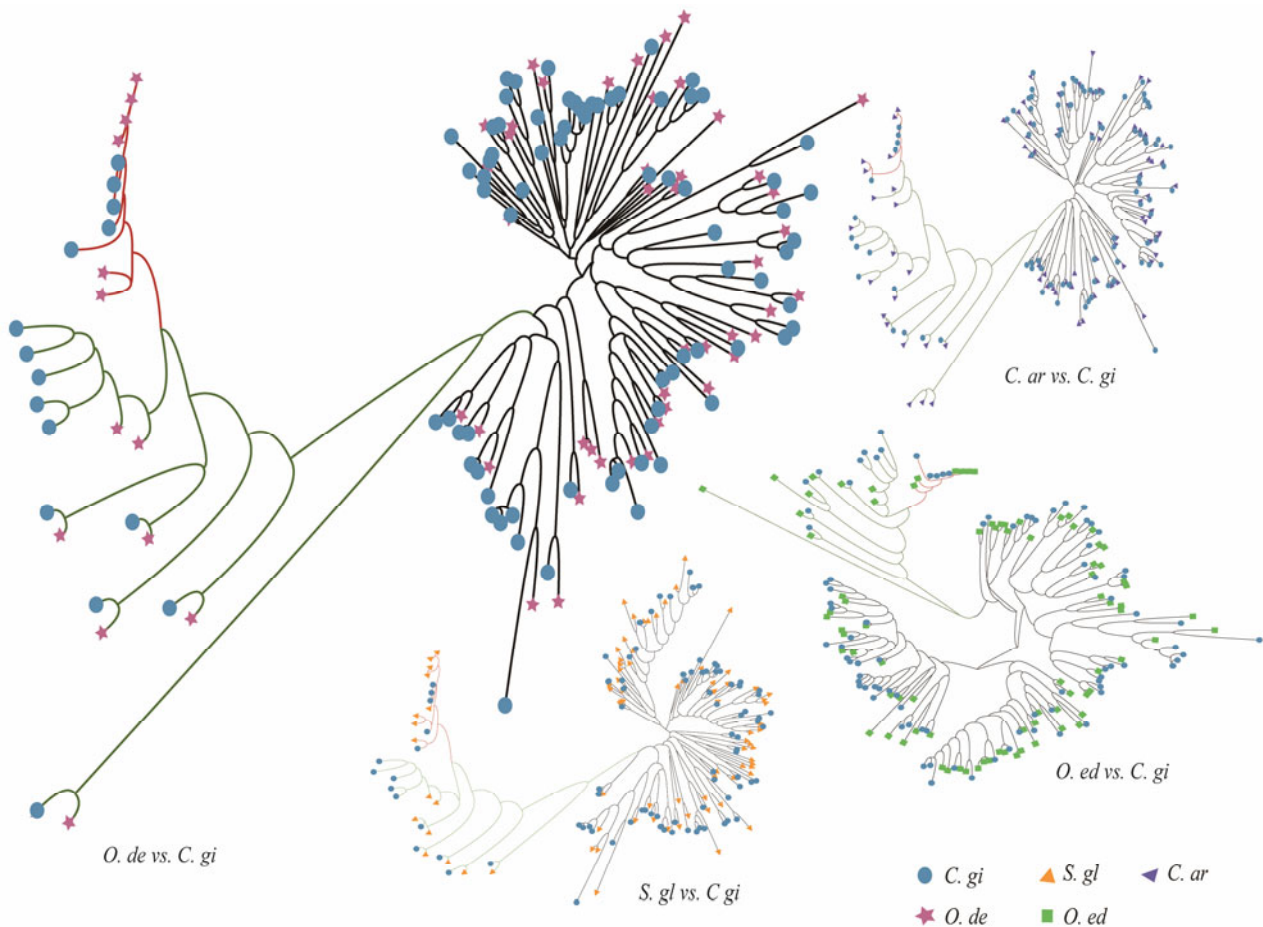 C. ar vs. C. gi
O. ed vs. C. gi
O. de vs. C. gi
S. gl vs. C gi
C. gi
S. gl
C. ar
O. de
O. ed